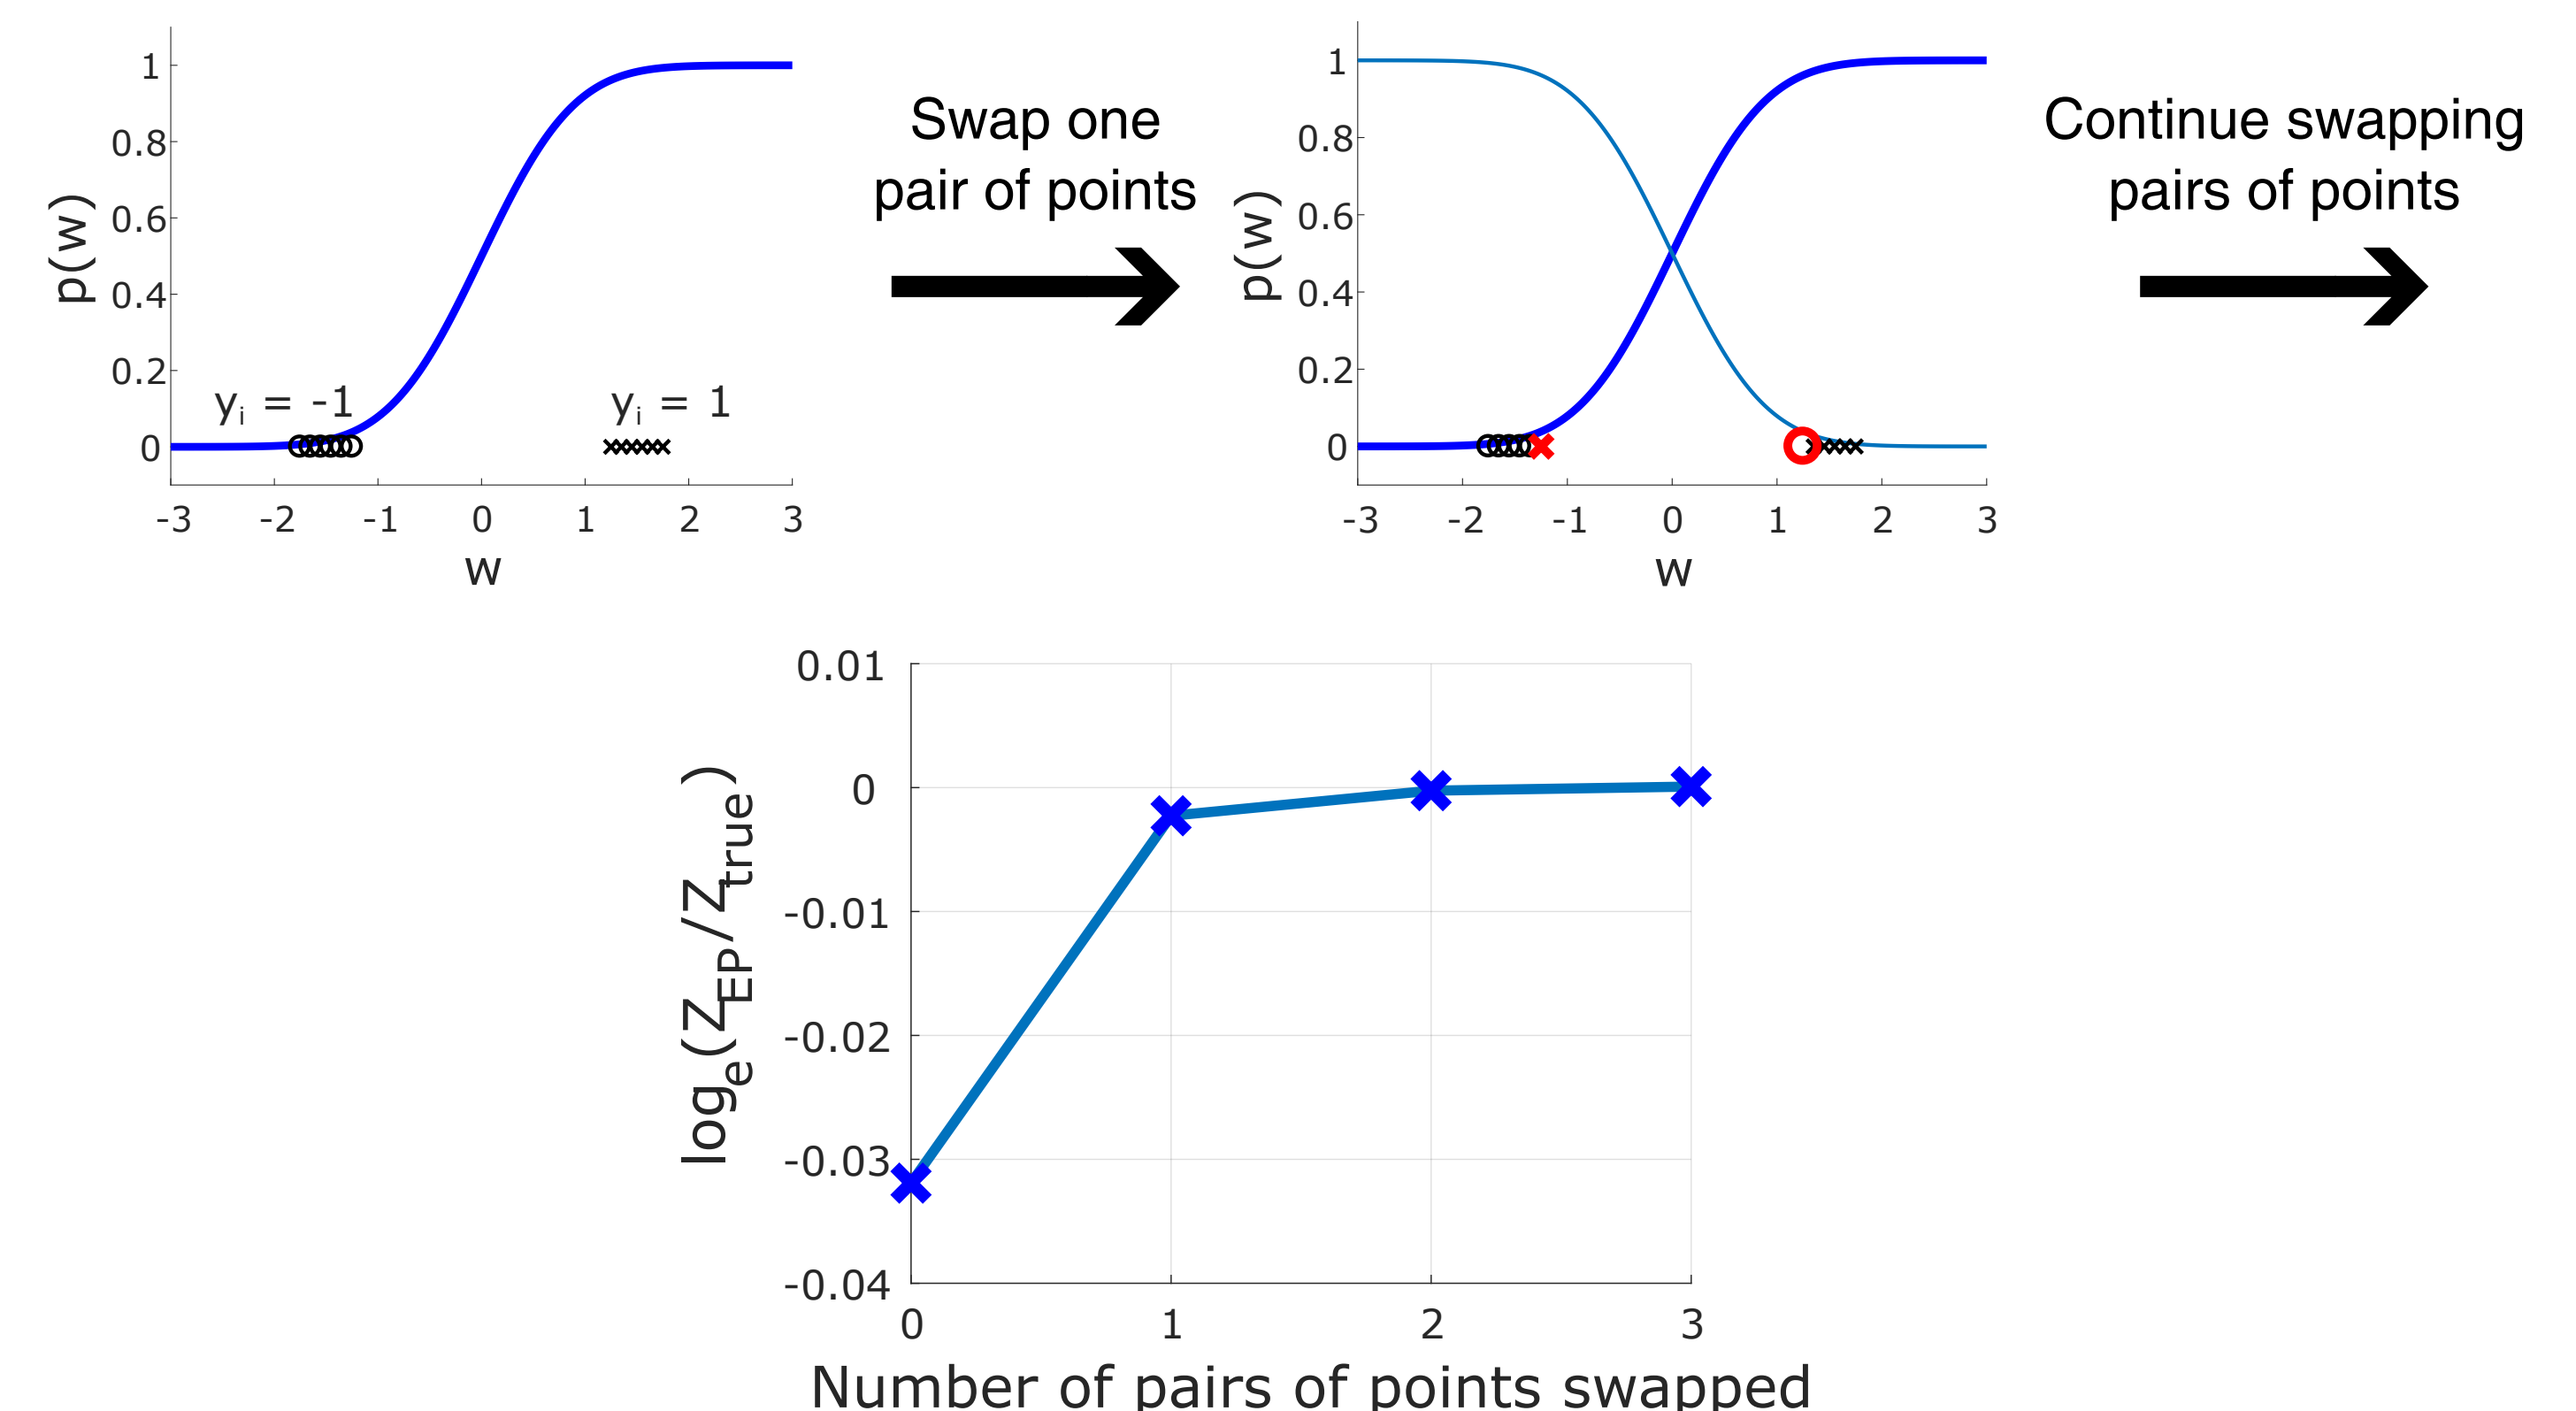 1
0.8
0.6
0.4
0.2
0
p(w)
yᵢ = -1
yᵢ = 1
-3 -2 -1 0 1 2 3
w
Swap one
pair of points
1
0.8
0.6
0.4
0.2
0
p(w)
-3 -2 -1 0 1 2 3
w
Continue swapping
pairs of points
0.01
0
-0.01
-0.02
-0.03
-0.04
log_e(Z_EP/Z_true)
0 1 2 3
Number of pairs of points swapped